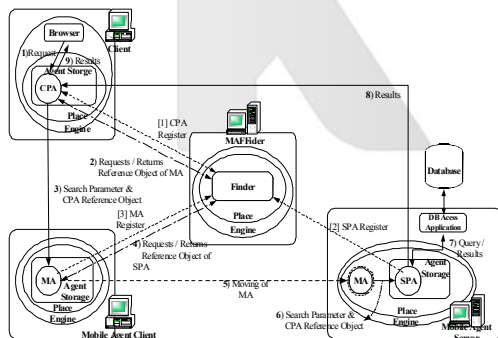 Browser
Client
1)Request
9) Results
Agent Storge
CPA
Place
Engine
[1] CPA
Register
MAFFider
8) Results
2) Requests / Returns
Reference Object of MA
Finder
Place
Engine
Database
3) Search Parameter &
CPA Reference Object
[3] MA
Register
4) Requests / Returns
Reference Object of
SPA
[2] SPA Register
DB Access
Application
7) Query /
Results
MA
Agent
Storage
Place
Engine
Mobile Agent Client
5) Moving of
MA
MA
SPA
Agent
Storage
6) Search Parameter &
CPA Reference Object
Place
Engine
Mobile Agent
Server